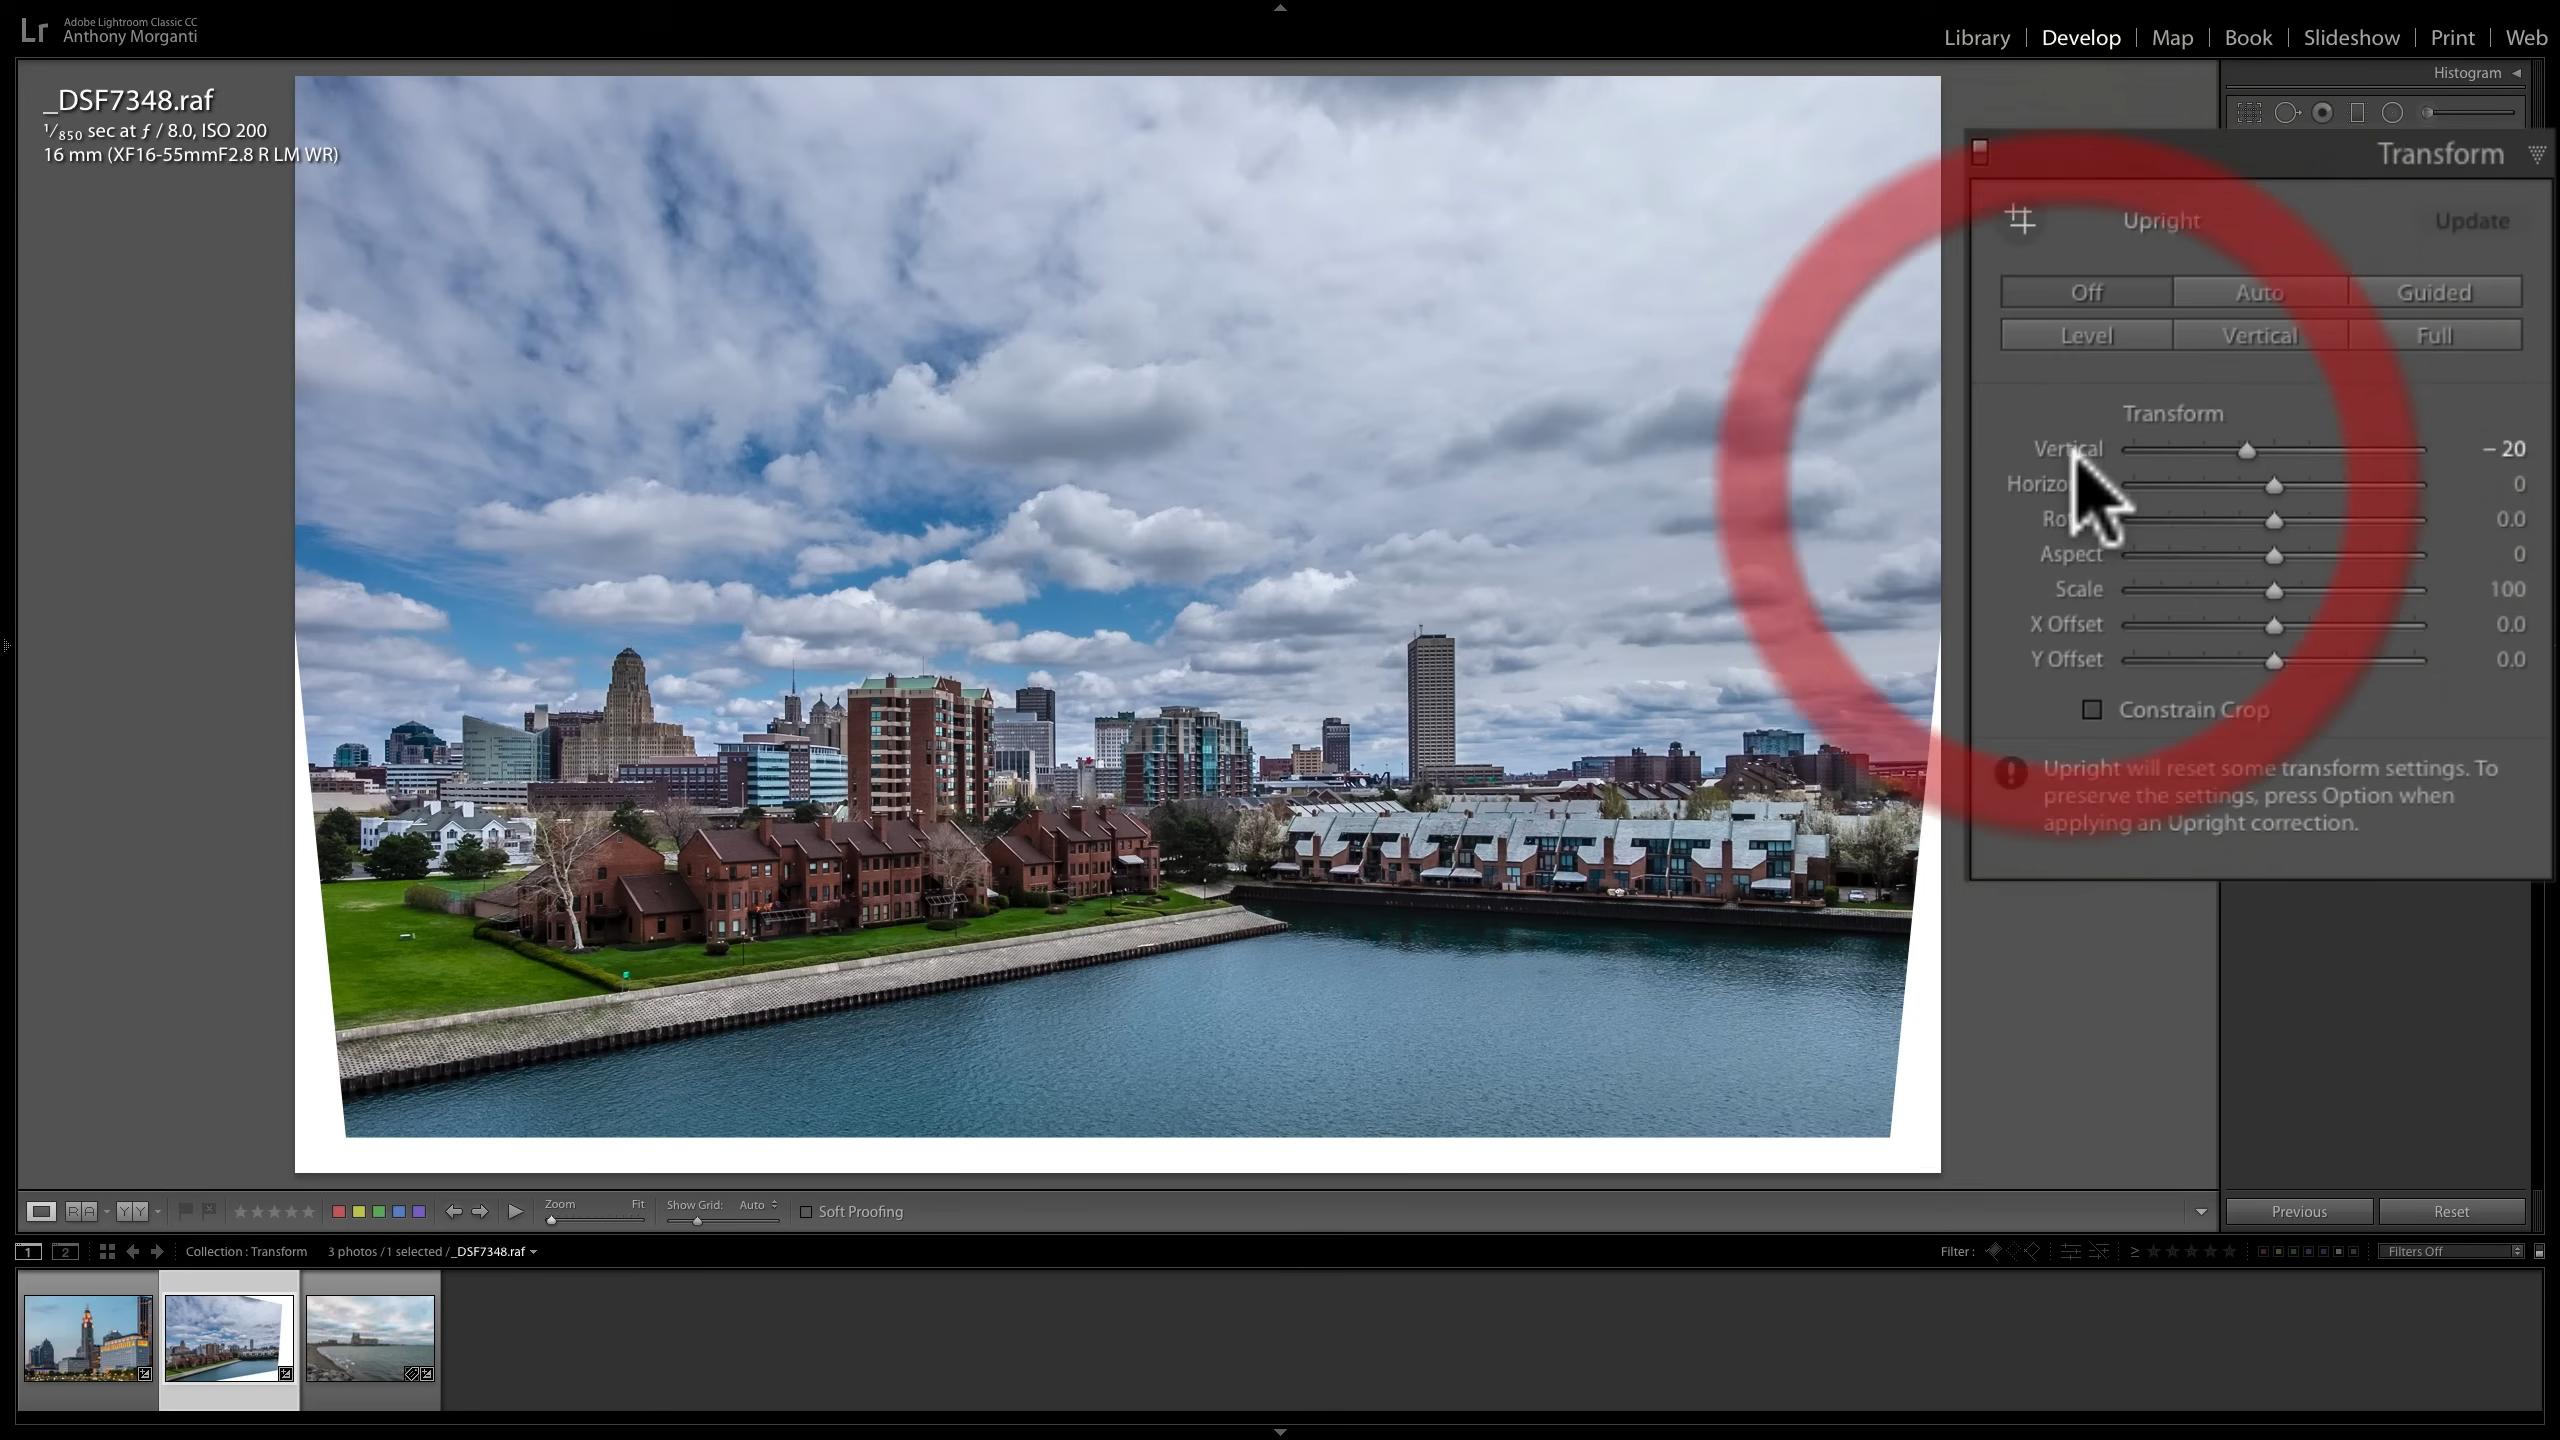 Lr
Adobe Lightroom Classic CC
Anthony Morganti
Library | Develop | Map | Book | Slideshow | Print | Web
_DSF7348.raf
1/850 sec at ƒ / 8.0, ISO 200
16 mm (XF16-55mmF2.8 R LM WR)
Histogram
Transform
Upright Update
Off Auto Guided
Level Vertical Full
Transform
Vertical – 20
Horizo 0
Ro 0.0
Aspect 0
Scale 100
X Offset 0.0
Y Offset 0.0
Constrain Crop
! Upright will reset some transform settings. To
preserve the settings, press Option when
applying an Upright correction.
R A Y Y Zoom Fit Show Grid: Auto Soft Proofing
Previous Reset
1 2 Collection : Transform 3 photos / 1 selected / _DSF7348.raf Filter : ≥ Filters Off